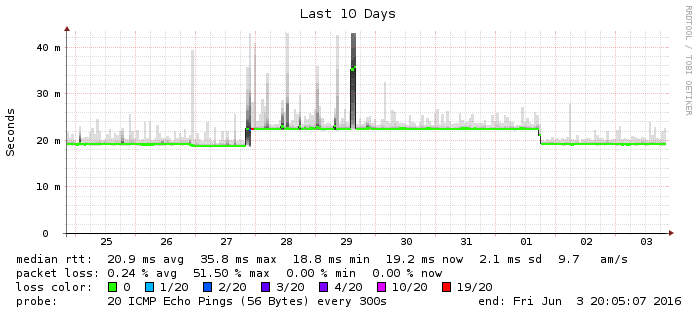 Last 10 Days
RRDTOOL / TOBI OETIKER
Seconds
40 m
30 m
20 m
10 m
0
25 26 27 28 29 30 31 01 02 03
median rtt: 20.9 ms avg 35.8 ms max 18.8 ms min 19.2 ms now 2.1 ms sd 9.7 am/s
packet loss: 0.24 % avg 51.50 % max 0.00 % min 0.00 % now
loss color: 0 1/20 2/20 3/20 4/20 10/20 19/20
probe: 20 ICMP Echo Pings (56 Bytes) every 300s end: Fri Jun 3 20:05:07 2016